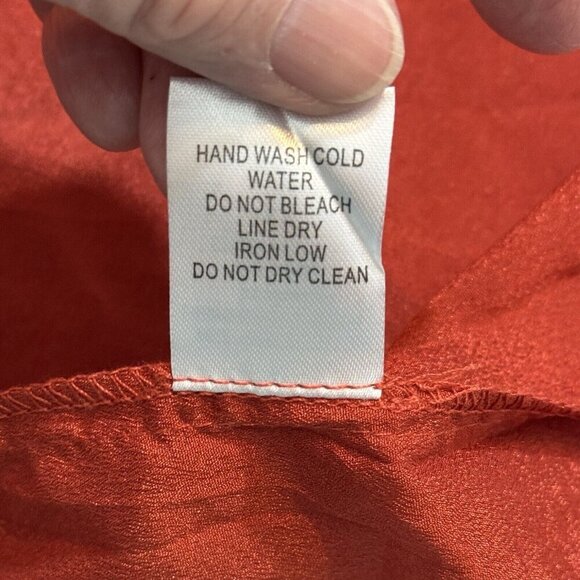 HAND WASH COLD
WATER
DO NOT BLEACH
LINE DRY
IRON LOW
DO NOT DRY CLEAN